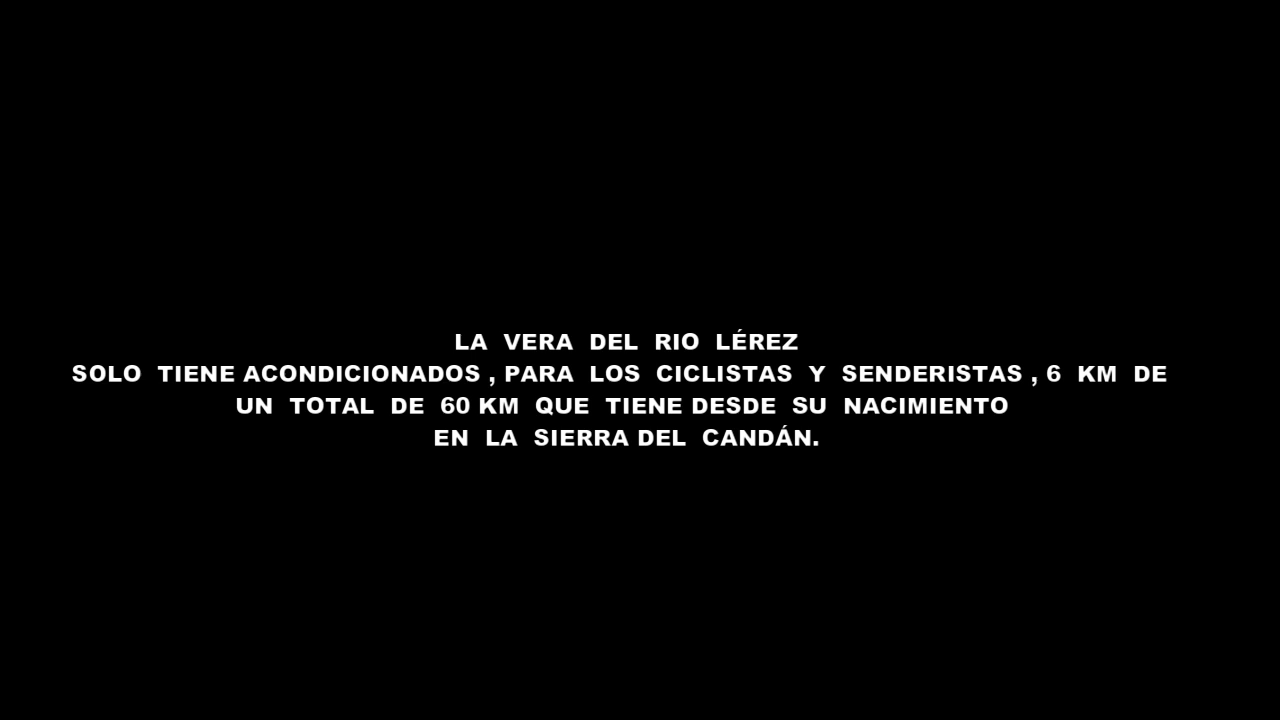 LA VERA DEL RIO LÉREZ
SOLO TIENE ACONDICIONADOS , PARA LOS CICLISTAS Y SENDERISTAS , 6 KM DE
UN TOTAL DE 60 KM QUE TIENE DESDE SU NACIMIENTO
EN LA SIERRA DEL CANDÁN.